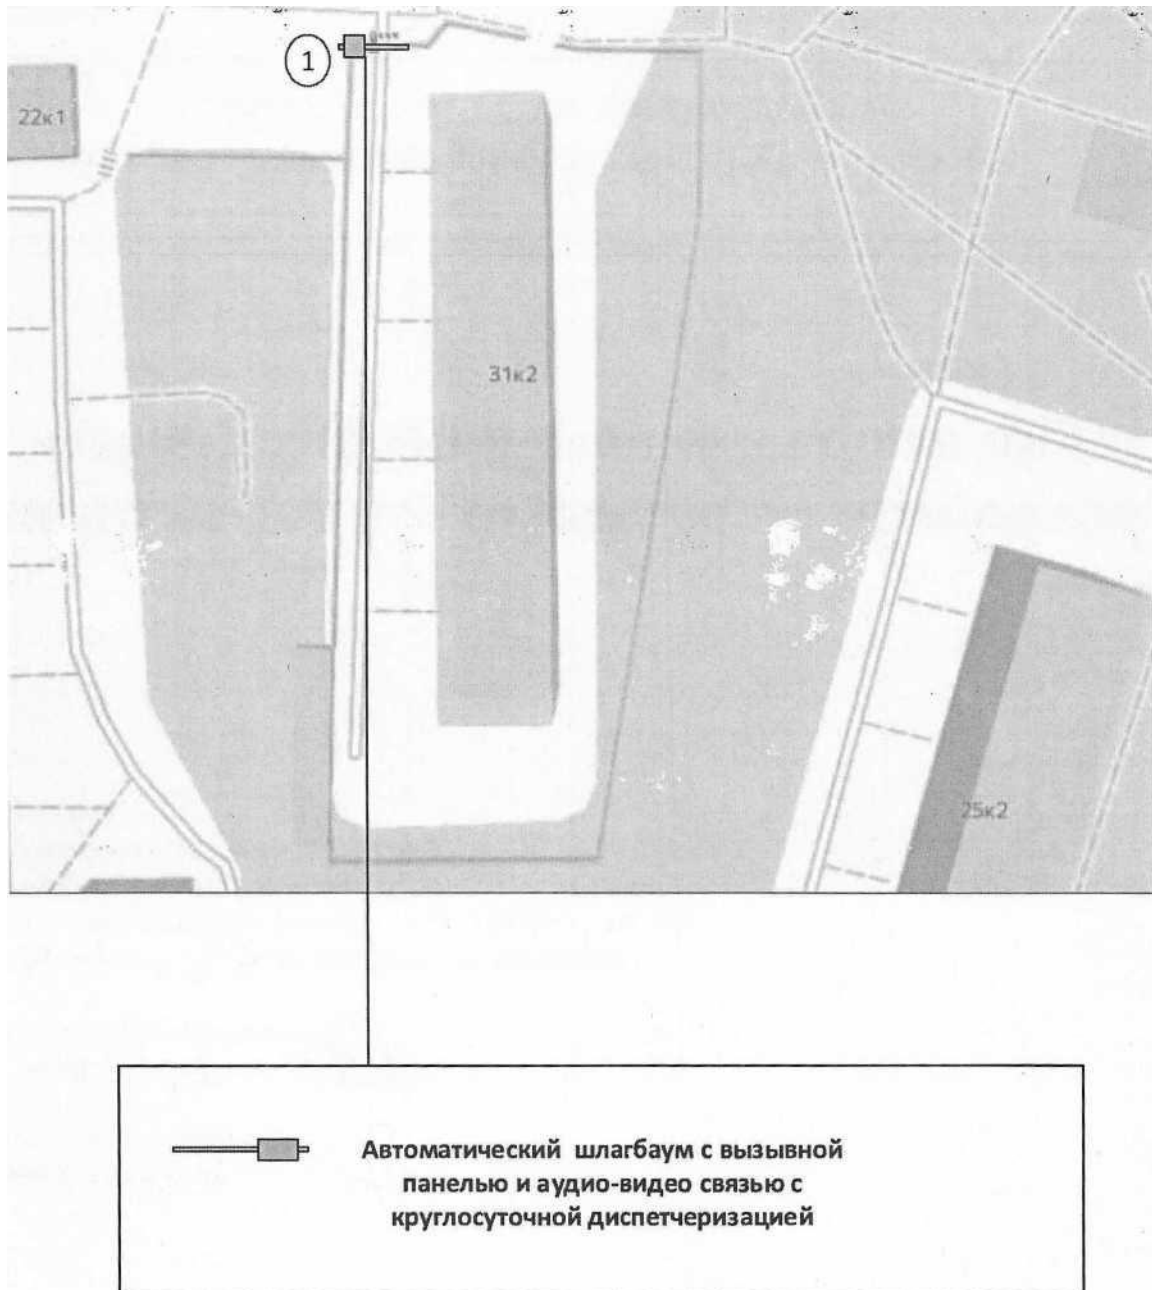 1
22к1
31к2
25к2
Автоматический шлагбаум с вызывной
панелью и аудио-видео связью с
круглосуточной диспетчеризацией